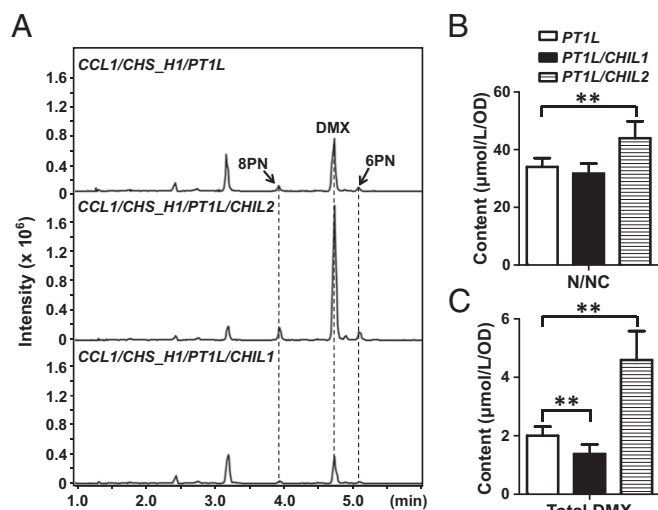 A
CCL1/CHS_H1/PT1L
1.6
1.2
0.8
0.4
0
8PN
DMX
6PN
CCL1/CHS_H1/PT1L/CHIL2
1.6
1.2
0.8
0.4
0
CCL1/CHS_H1/PT1L/CHIL1
1.6
1.2
0.8
0.4
0
Intensity (x 10⁶)
1.0 2.0 3.0 4.0 5.0 (min)
B
PT1L
PT1L/CHIL1
PT1L/CHIL2
**
60
40
20
0
Content (μmol/L/OD)
N/NC
C
**
**
6
4
2
0
Content (μmol/L/OD)
Total DMX